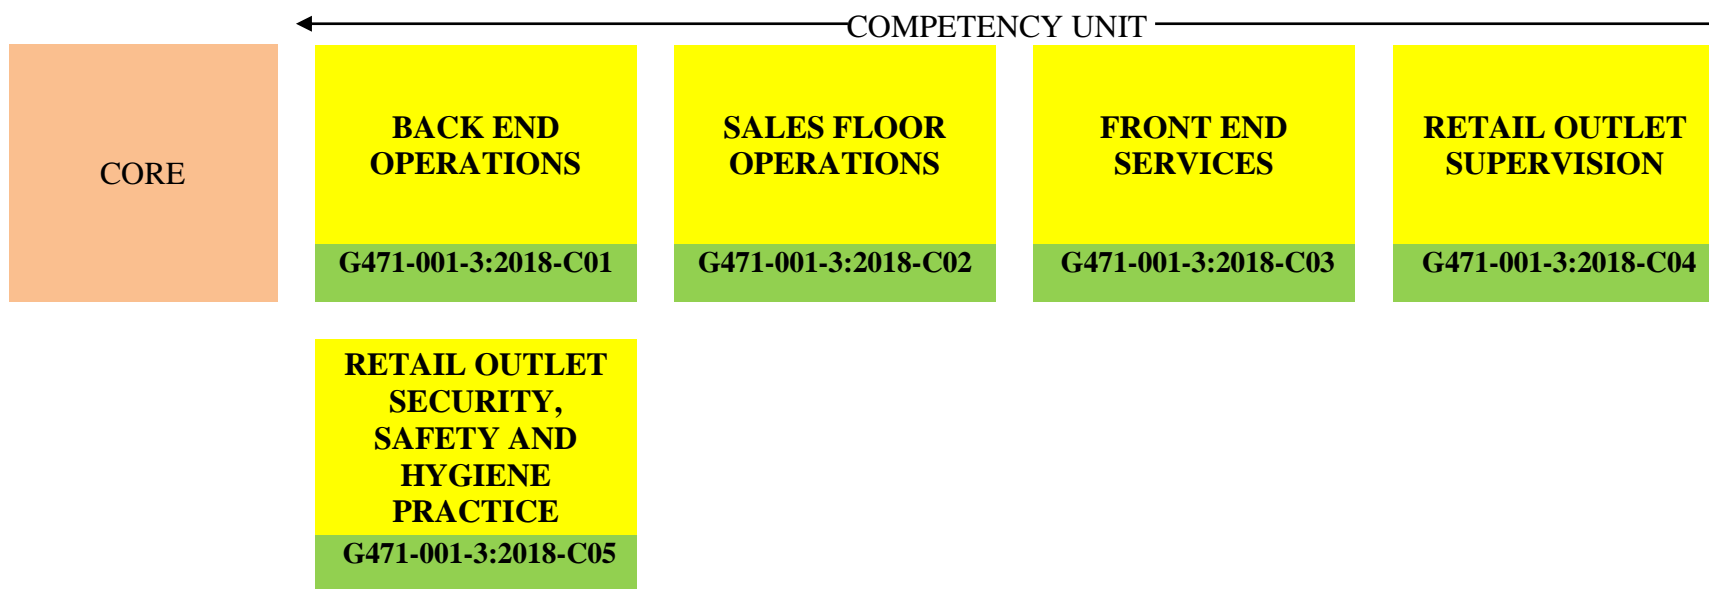 COMPETENCY UNIT
CORE
BACK END
OPERATIONS
G471-001-3:2018-C01
SALES FLOOR
OPERATIONS
G471-001-3:2018-C02
FRONT END
SERVICES
G471-001-3:2018-C03
RETAIL OUTLET
SUPERVISION
G471-001-3:2018-C04
RETAIL OUTLET
SECURITY,
SAFETY AND
HYGIENE
PRACTICE
G471-001-3:2018-C05